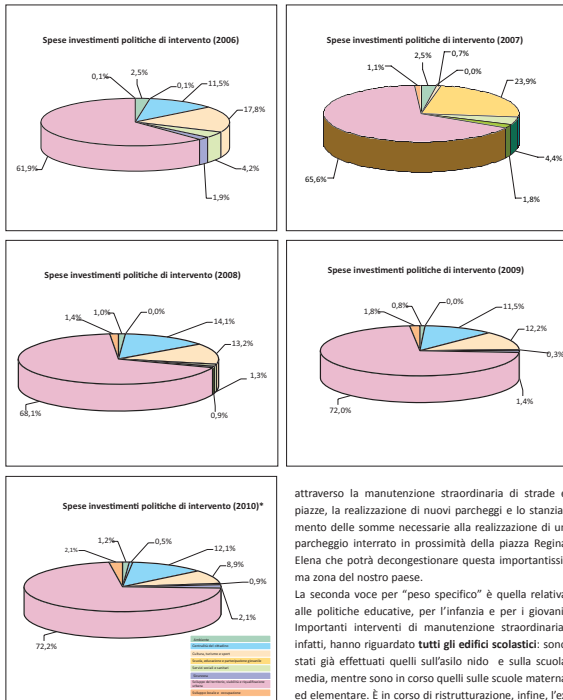 Spese investimenti politiche di intervento (2006)
0,1%
2,5%
0,1%
11,5%
17,8%
4,2%
1,9%
61,9%
Spese investimenti politiche di intervento (2007)
1,1%
2,5%
0,7%
0,0%
23,9%
4,4%
1,8%
65,6%
Spese investimenti politiche di intervento (2008)
1,4%
1,0%
0,0%
14,1%
13,2%
1,3%
0,9%
68,1%
Spese investimenti politiche di intervento (2009)
1,8%
0,8%
0,0%
11,5%
12,2%
0,3%
1,4%
72,0%
Spese investimenti politiche di intervento (2010)*
2,1%
1,2%
0,5%
12,1%
8,9%
0,9%
2,1%
72,2%
Ambiente
Sicurezza
attraverso la manutenzione straordinaria di strade e
piazze, la realizzazione di nuovi parcheggi e lo stanzia-
mento delle somme necessarie alla realizzazione di un
parcheggio interrato in prossimità della piazza Regina
Elena che potrà decongestionare questa importantissi-
ma zona del nostro paese.
La seconda voce per “peso specifico” è quella relativa
alle politiche educative, per l’infanzia e per i giovani.
Importanti interventi di manutenzione straordinaria,
infatti, hanno riguardato tutti gli edifici scolastici: sono
stati già effettuati quelli sull’asilo nido e sulla scuola
media, mentre sono in corso quelli sulle scuole materna
ed elementare. È in corso di ristrutturazione, infine, l’ex